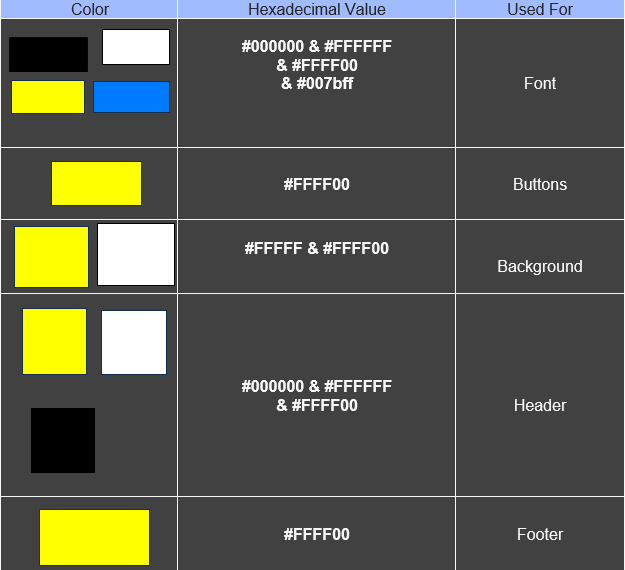 Color Hexadecimal Value Used For
#000000 & #FFFFFF
& #FFFF00
& #007bff
Font
#FFFF00
Buttons
#FFFFF & #FFFF00
Background
#000000 & #FFFFFF
& #FFFF00
Header
#FFFF00
Footer